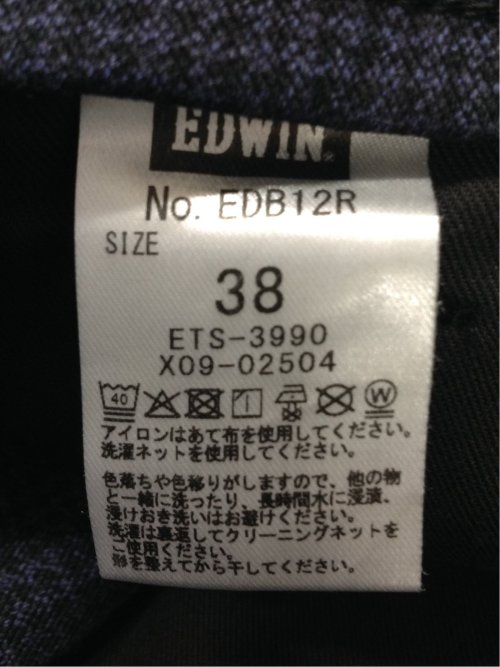 EDWIN
No. EDB12R
SIZE
38
ETS-3990
X09-02504
40 W
アイロンはあて布を使用してください。
洗濯ネットを使用してください。
色落ちや色移りがしますので、他の物
と一緒に洗ったり、長時間水に浸漬、
浸けおき洗いはお避けください。
洗濯は裏返してクリーニングネットを
ご使用ください。
形を整えてから干してください。